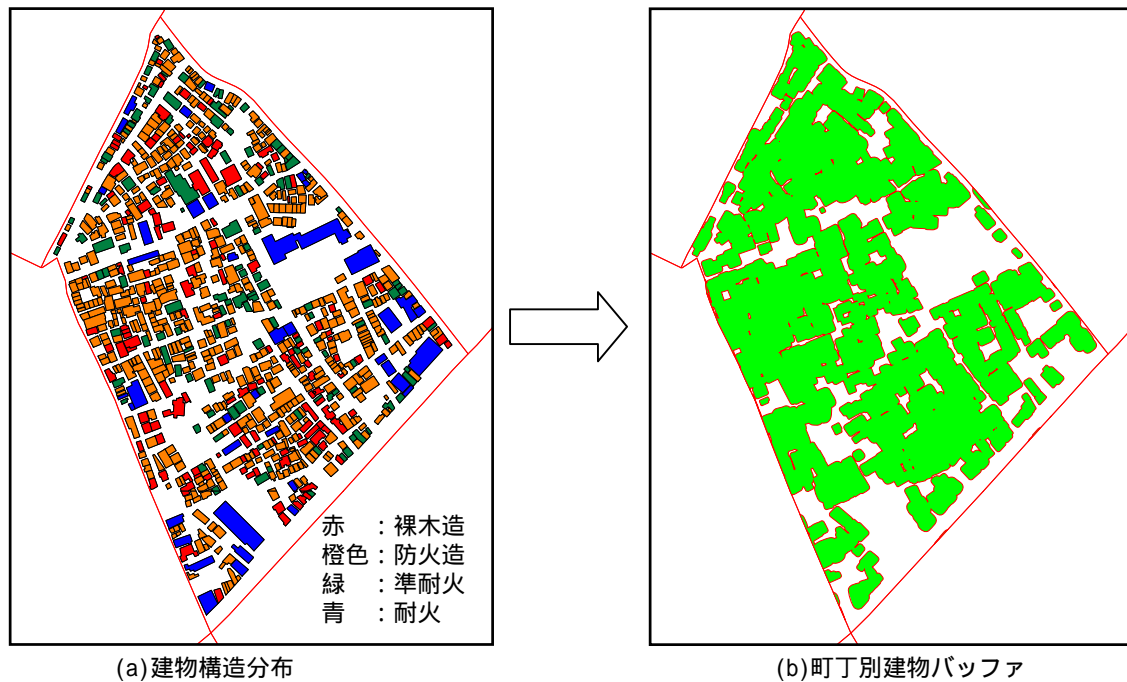 赤　：裸木造
橙色：防火造
緑　：準耐火
青　：耐火
(a)建物構造分布
(b)町丁別建物バッファ